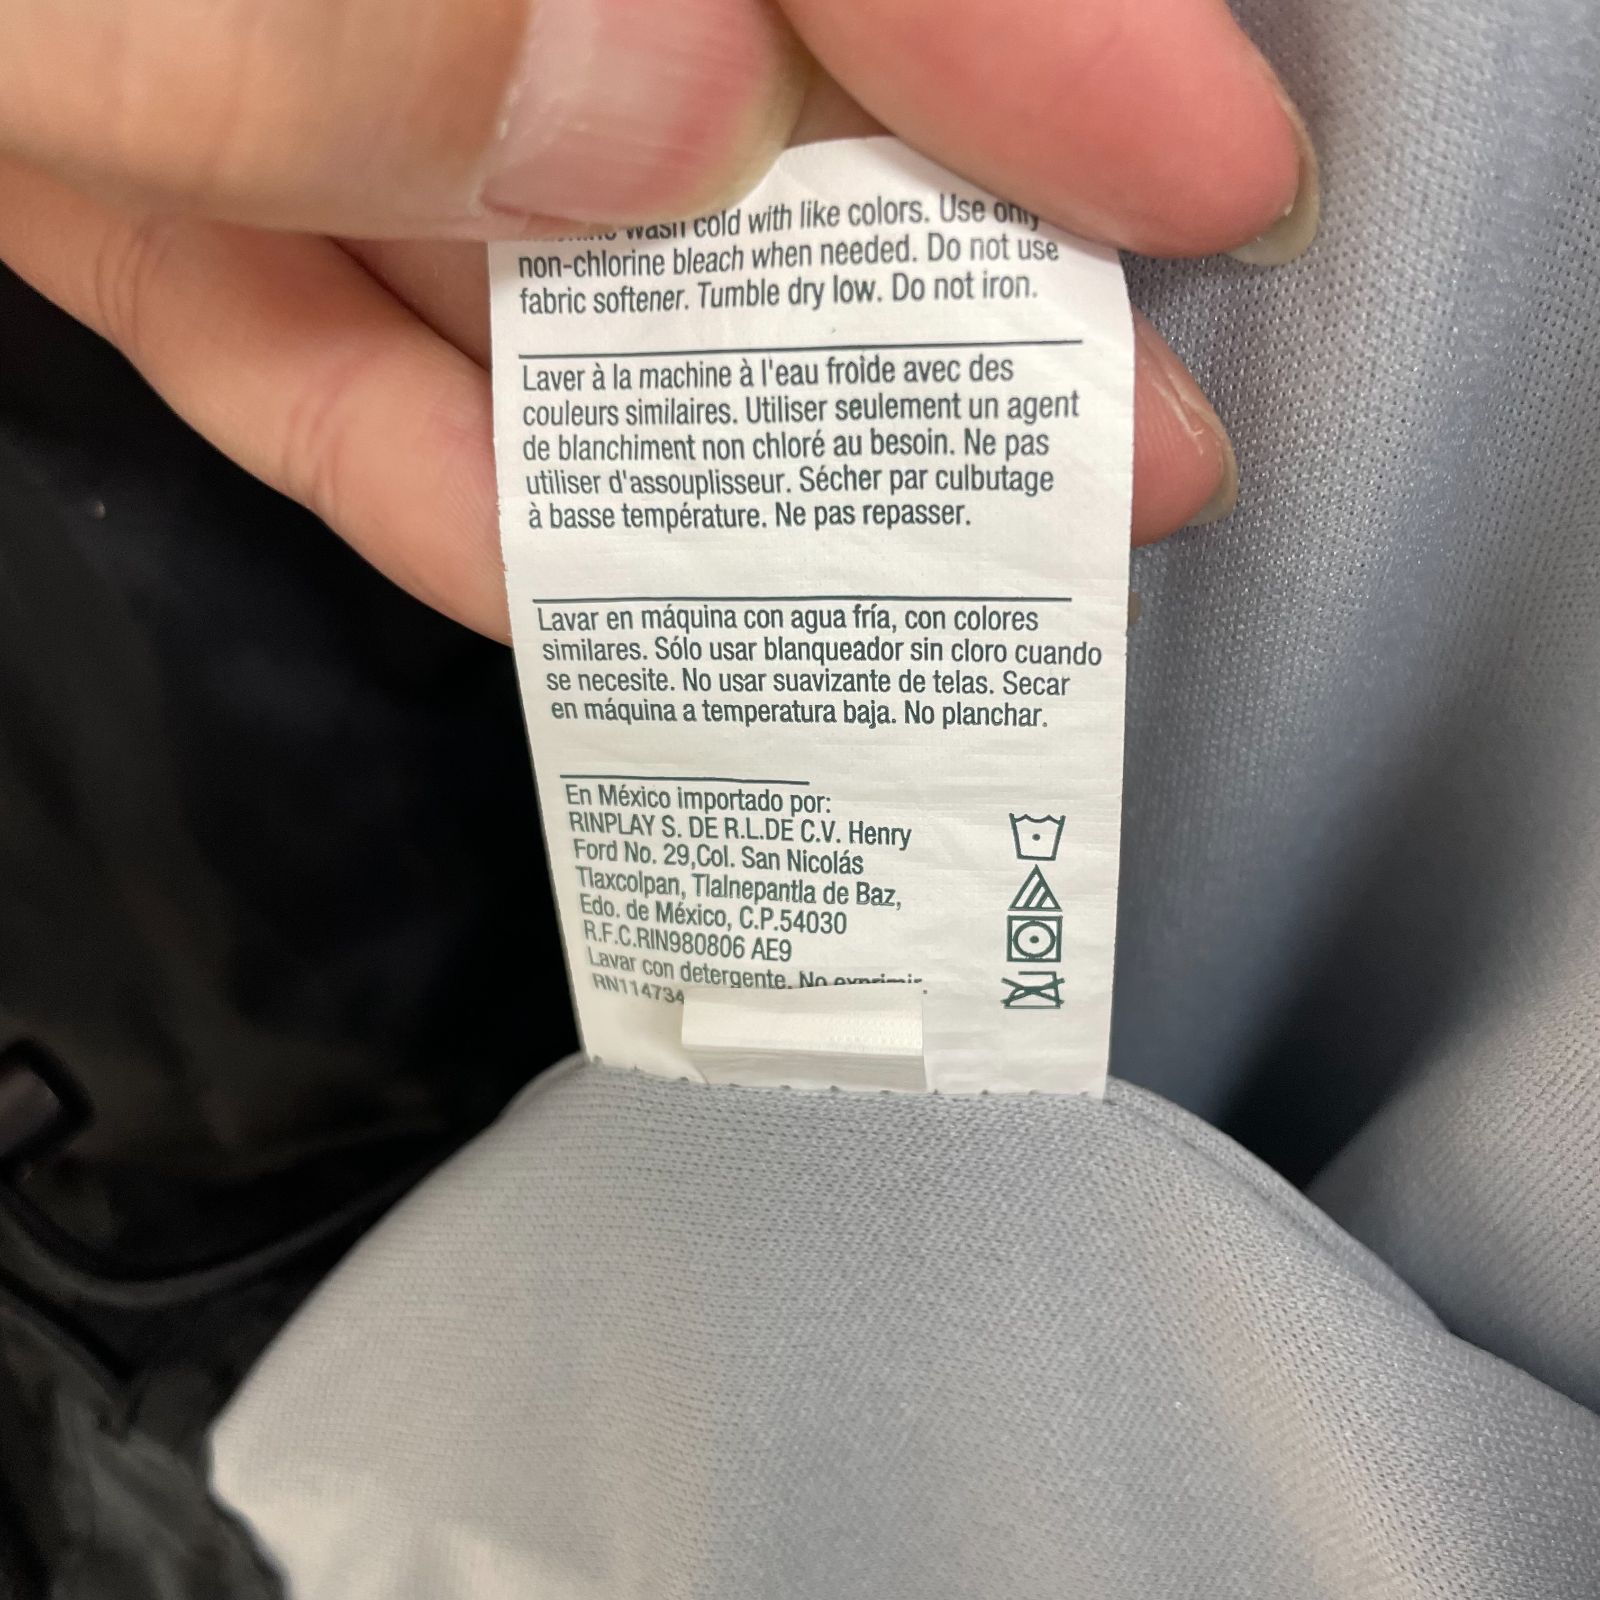 wash cold with like colors. Use only
non-chlorine bleach when needed. Do not use
fabric softener. Tumble dry low. Do not iron.
Laver à la machine à l'eau froide avec des
couleurs similaires. Utiliser seulement un agent
de blanchiment non chloré au besoin. Ne pas
utiliser d'assouplisseur. Sécher par culbutage
à basse température. Ne pas repasser.
Lavar en máquina con agua fría, con colores
similares. Sólo usar blanqueador sin cloro cuando
se necesite. No usar suavizante de telas. Secar
en máquina a temperatura baja. No planchar.
En México importado por:
RINPLAY S. DE R.L.DE C.V. Henry
Ford No. 29,Col. San Nicolás
Tlaxcolpan, Tlalnepantla de Baz,
Edo. de México, C.P.54030
R.F.C.RIN980806 AE9
Lavar con detergente. No exprimir.
RN114734